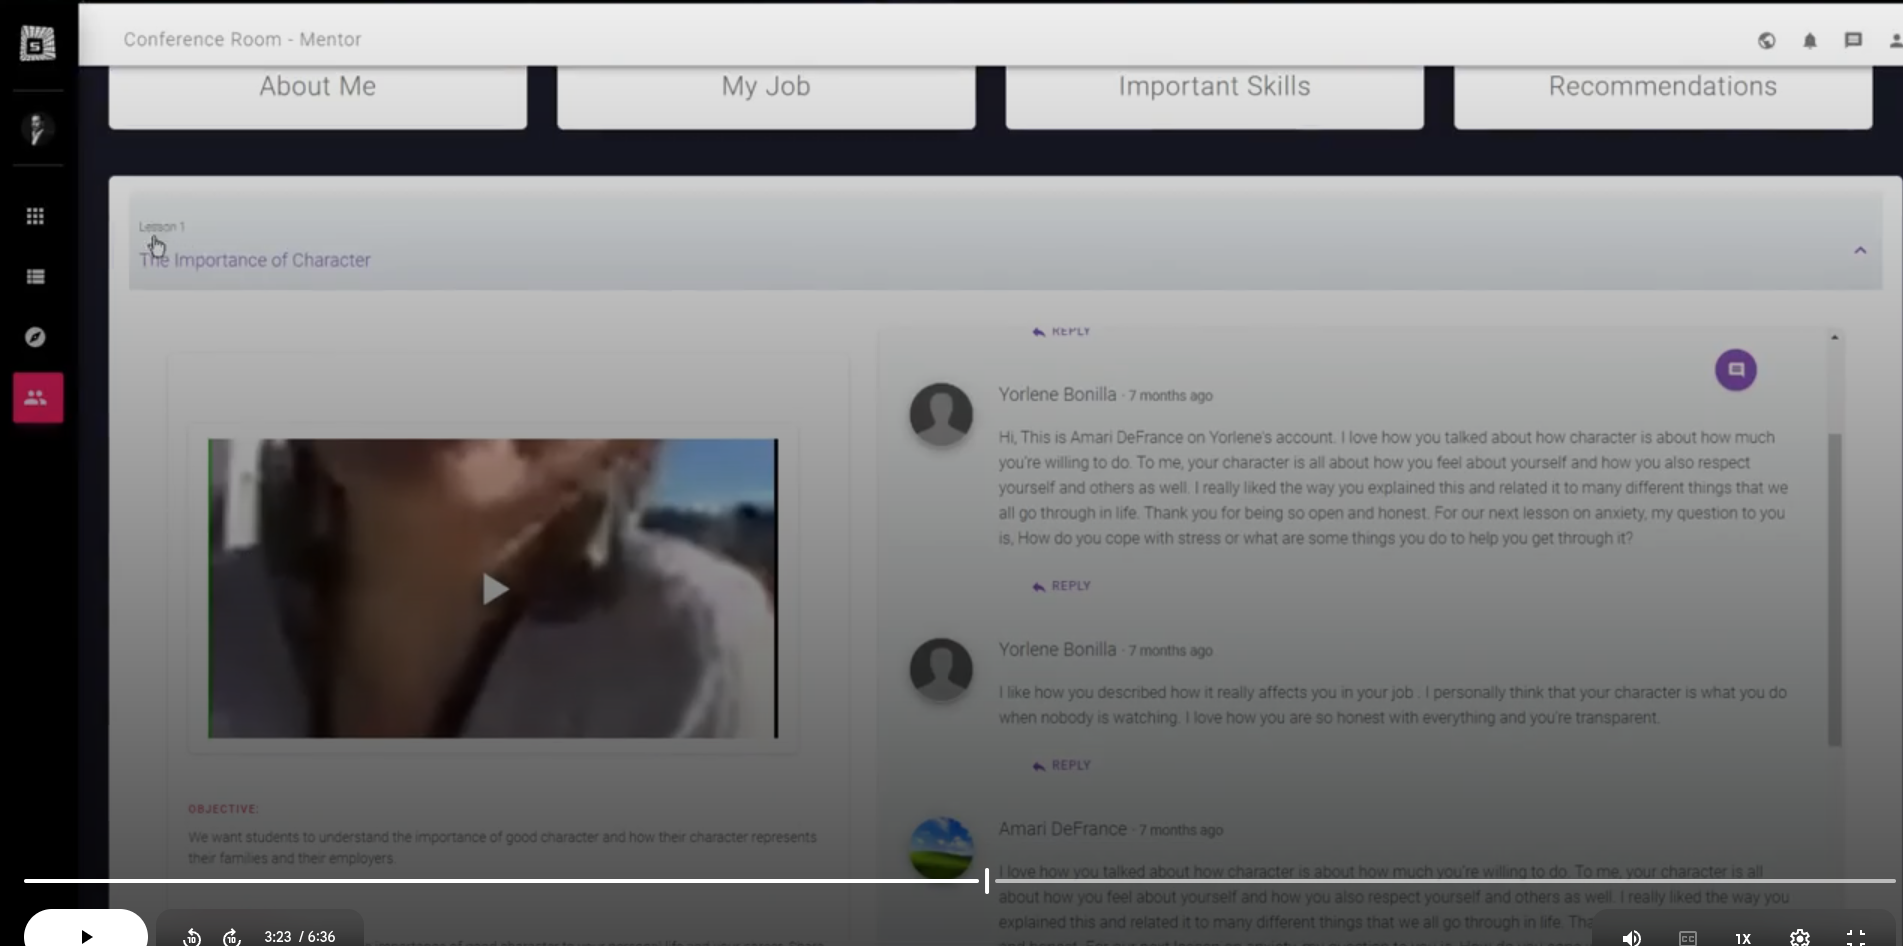 S
Conference Room - Mentor
About Me
My Job
Important Skills
Recommendations
Lesson 1
The Importance of Character
REPLY
Yorlene Bonilla · 7 months ago
Hi, This is Amari DeFrance on Yorlene's account. I love how you talked about how character is about how much
you're willing to do. To me, your character is all about how you feel about yourself and how you also respect
yourself and others as well. I really liked the way you explained this and related it to many different things that we
all go through in life. Thank you for being so open and honest. For our next lesson on anxiety, my question to you
is, How do you cope with stress or what are some things you do to help you get through it?
REPLY
Yorlene Bonilla · 7 months ago
I like how you described how it really affects you in your job . I personally think that your character is what you do
when nobody is watching. I love how you are so honest with everything and you're transparent.
REPLY
Amari DeFrance · 7 months ago
I love how you talked about how character is about how much you're willing to do. To me, your character is all
about how you feel about yourself and how you also respect yourself and others as well. I really liked the way you
explained this and related it to many different things that we all go through in life.
OBJECTIVE:
We want students to understand the importance of good character and how their character represents
their families and their employers.
10
10
3:23 / 6:36
CC
1X